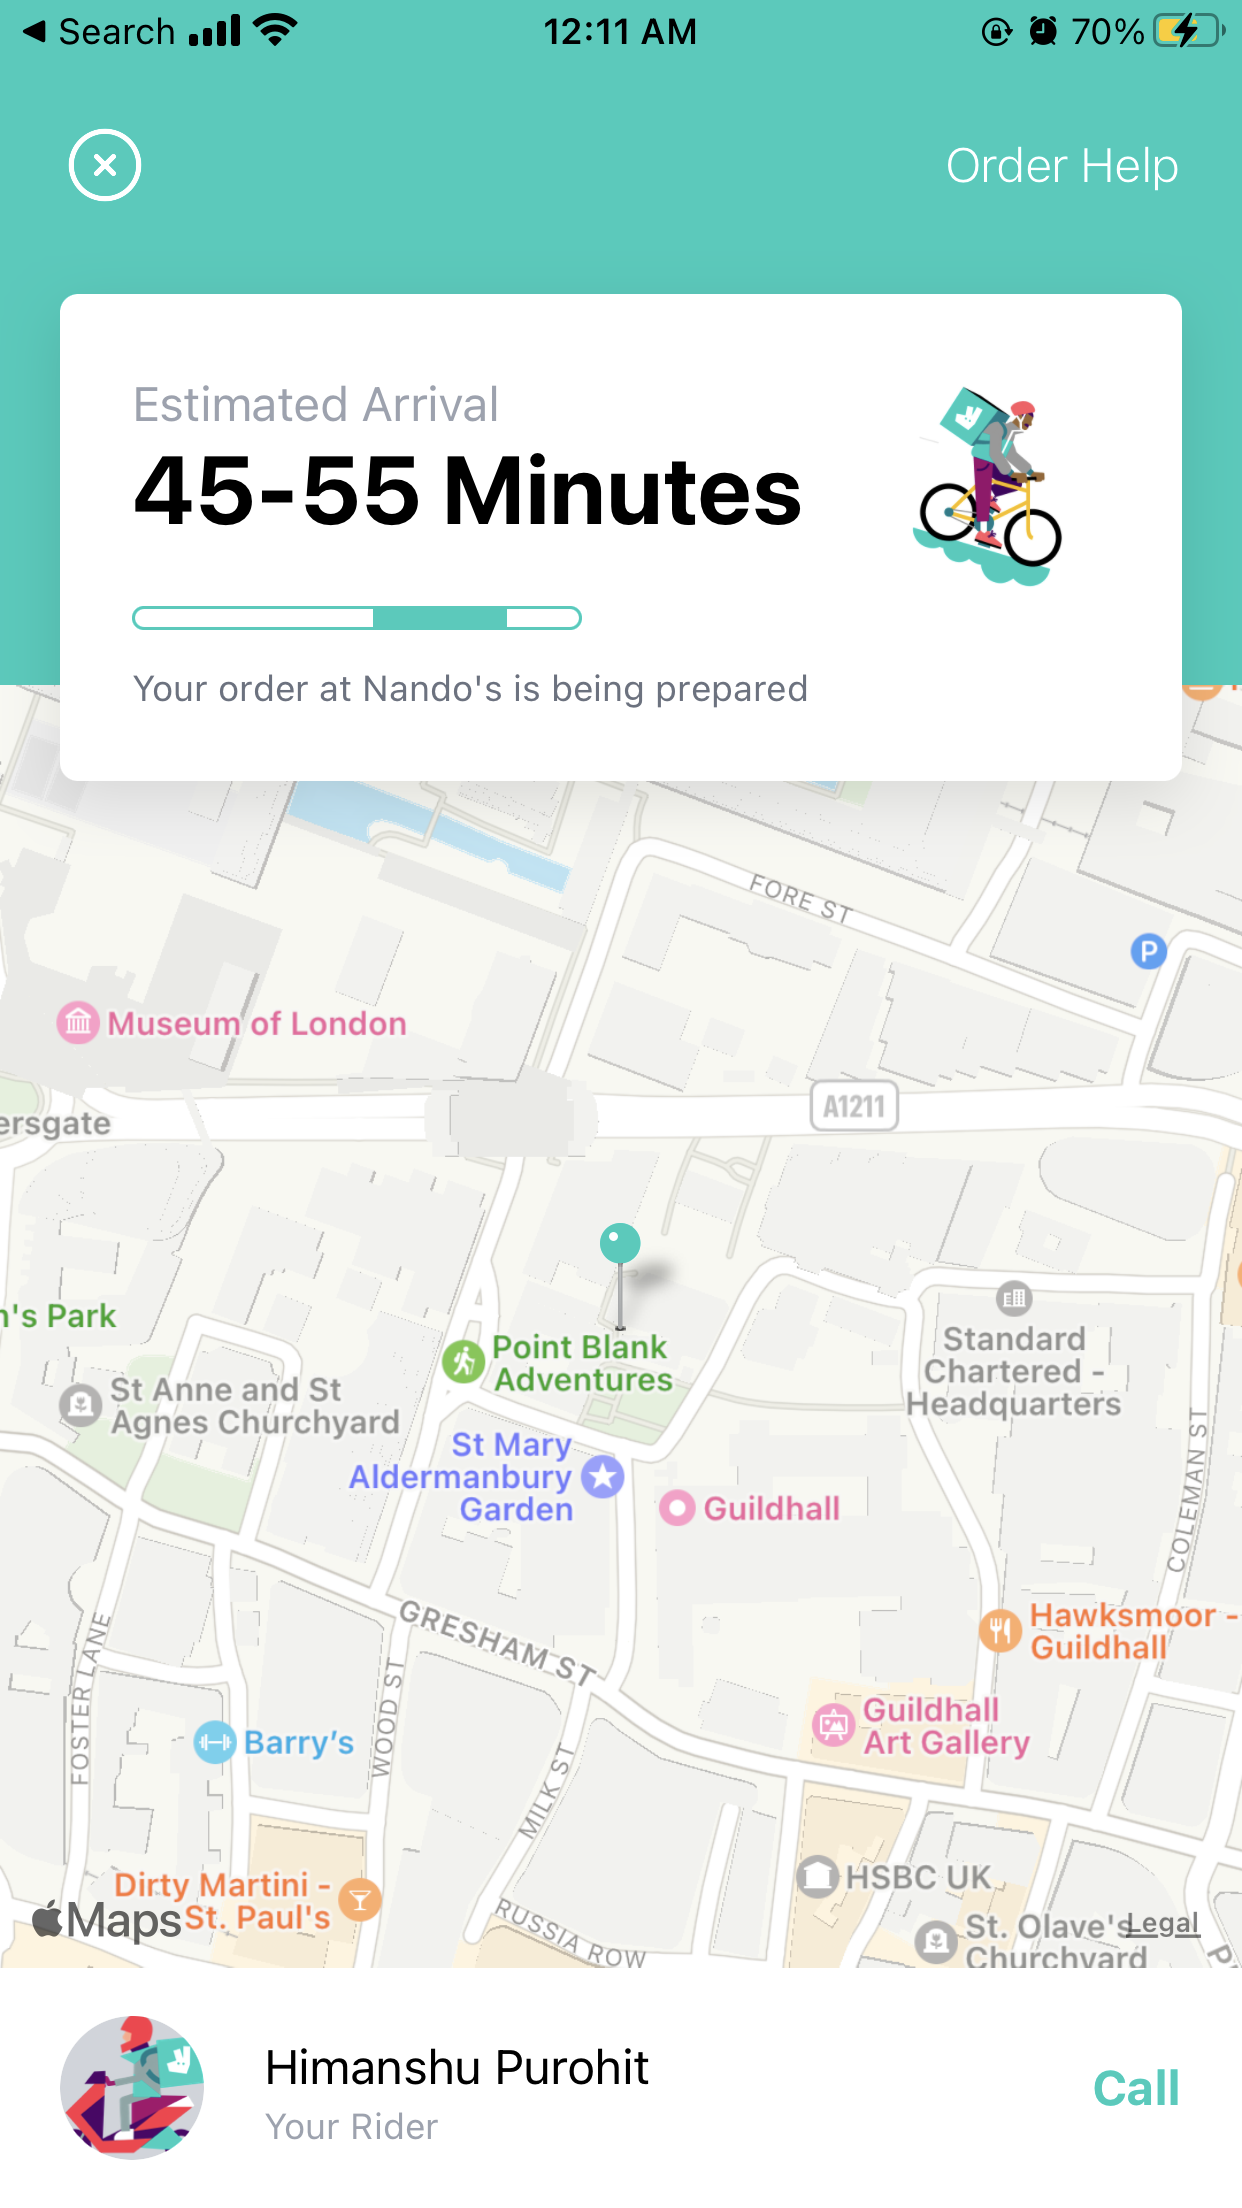 Search
12:11 AM
70%
Order Help
Estimated Arrival
45-55 Minutes
Your order at Nando's is being prepared
FORE ST
P
Museum of London
A1211
ersgate
Point Blank
Adventures
Standard
Chartered -
Headquarters
n's Park
St Anne and St
Agnes Churchyard
St Mary
Aldermanbury
Garden
Guildhall
COLEMAN ST
GRESHAM ST
Hawksmoor -
Guildhall
FOSTER LANE
WOOD ST
Guildhall
Art Gallery
Barry's
MILK ST
HSBC UK
Dirty Martini -
St. Paul's
Maps
RUSSIA ROW
St. Olave's
Churchyard
Legal
Himanshu Purohit
Your Rider
Call